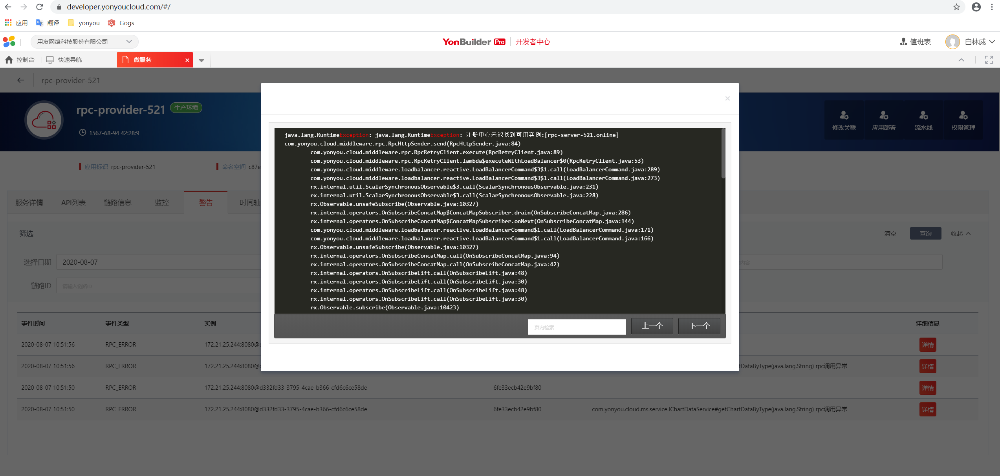 developer.yonyoucloud.com/#/
应用 翻译 yonyou Gogs
用友网络科技股份有限公司 YonBuilder Pro 开发者中心 值班表 白林威
控制台 快速导航 微服务
rpc-provider-521
rpc-provider-521 生产环境
1567-68-94 42:28:9
修改关联 应用部署 流水线 权限管理
应用标识 rpc-provider-521 命名空间 c87e
服务详情 API列表 链路信息 监控 警告 时间轴
筛选 清空 查询 收起
选择日期 2020-08-07 内容
链路ID 请输入链路ID
java.lang.RuntimeException: java.lang.RuntimeException: 注册中心未能找到可用实例:[rpc-server-521.online]
com.yonyou.cloud.middleware.rpc.RpcHttpSender.send(RpcHttpSender.java:84)
com.yonyou.cloud.middleware.rpc.RpcRetryClient.execute(RpcRetryClient.java:89)
com.yonyou.cloud.middleware.rpc.RpcRetryClient.lambda$executeWithLoadBalancer$0(RpcRetryClient.java:53)
com.yonyou.cloud.middleware.loadbalancer.reactive.LoadBalancerCommand$3$1.call(LoadBalancerCommand.java:289)
com.yonyou.cloud.middleware.loadbalancer.reactive.LoadBalancerCommand$3$1.call(LoadBalancerCommand.java:273)
rx.internal.util.ScalarSynchronousObservable$3.call(ScalarSynchronousObservable.java:231)
rx.internal.util.ScalarSynchronousObservable$3.call(ScalarSynchronousObservable.java:228)
rx.Observable.unsafeSubscribe(Observable.java:10327)
rx.internal.operators.OnSubscribeConcatMap$ConcatMapSubscriber.drain(OnSubscribeConcatMap.java:286)
rx.internal.operators.OnSubscribeConcatMap$ConcatMapSubscriber.onNext(OnSubscribeConcatMap.java:144)
com.yonyou.cloud.middleware.loadbalancer.reactive.LoadBalancerCommand$1.call(LoadBalancerCommand.java:171)
com.yonyou.cloud.middleware.loadbalancer.reactive.LoadBalancerCommand$1.call(LoadBalancerCommand.java:166)
rx.Observable.unsafeSubscribe(Observable.java:10327)
rx.internal.operators.OnSubscribeConcatMap.call(OnSubscribeConcatMap.java:94)
rx.internal.operators.OnSubscribeConcatMap.call(OnSubscribeConcatMap.java:42)
rx.internal.operators.OnSubscribeLift.call(OnSubscribeLift.java:48)
rx.internal.operators.OnSubscribeLift.call(OnSubscribeLift.java:30)
rx.internal.operators.OnSubscribeLift.call(OnSubscribeLift.java:48)
rx.internal.operators.OnSubscribeLift.call(OnSubscribeLift.java:30)
rx.Observable.subscribe(Observable.java:10423)
页内检索 上一个 下一个
事件时间 事件类型 实例 详细信息
2020-08-07 10:51:56 RPC_ERROR 172.21.25.244:8080@d 详情
2020-08-07 10:51:56 RPC_ERROR 172.21.25.244:8080@d tDataByType(java.lang.String) rpc调用异常 详情
2020-08-07 10:51:50 RPC_ERROR 172.21.25.244:8080@d332fd33-3795-4cae-b366-cfd6c6ce58de 6fe33ecb42e9bf80 -- 详情
2020-08-07 10:51:50 RPC_ERROR 172.21.25.244:8080@d332fd33-3795-4cae-b366-cfd6c6ce58de 6fe33ecb42e9bf80 com.yonyou.cloud.ms.service.IChartDataService#getChartDataByType(java.lang.String) rpc调用异常 详情